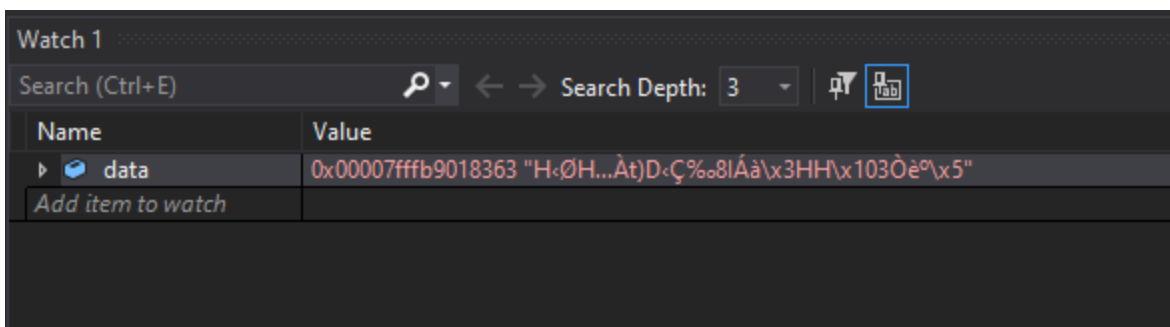 Watch 1
Search (Ctrl+E) Search Depth: 3
Name Value
data 0x00007fffb9018363 "H‹ØH…Àt)D‹Ç‰8IÁà\x3HH\x103Òèº\x5"
Add item to watch